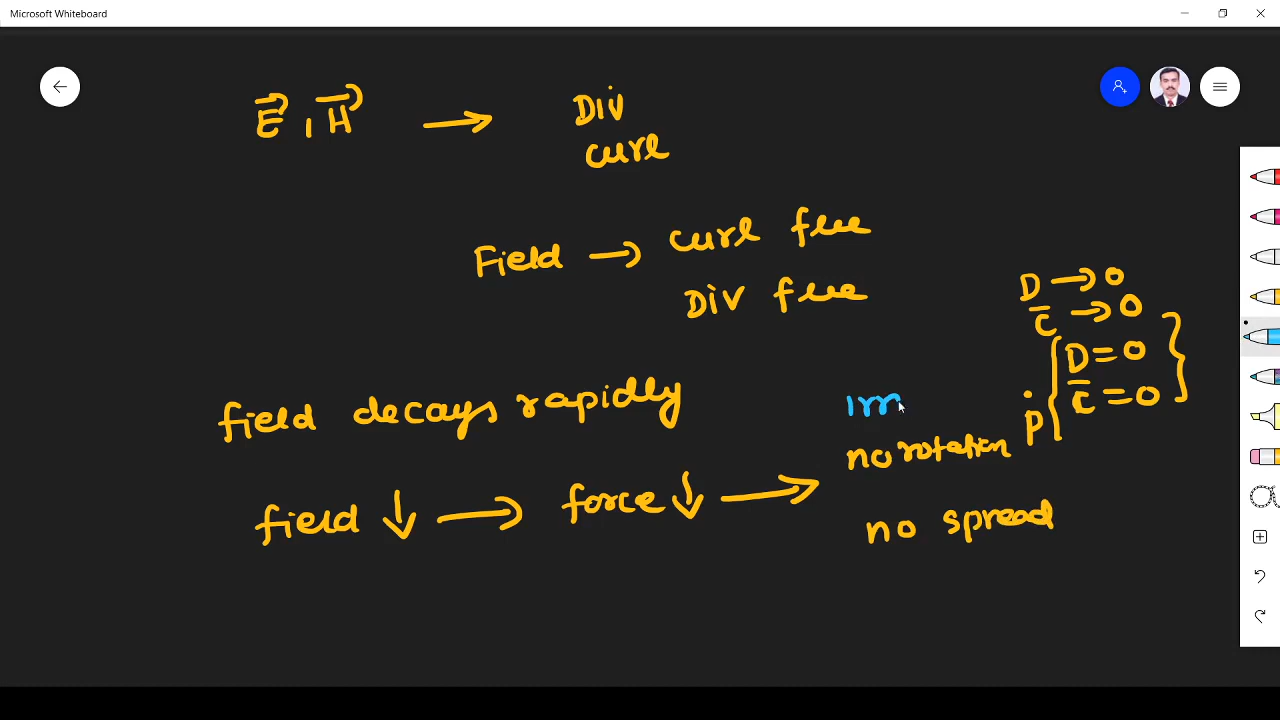 Microsoft Whiteboard
E , H → Div
curl
Field → curl free
Div free
D → 0
C → 0
D = 0
C = 0
P
field decays rapidly
Irr
no rotation
field ↓ → force ↓ →
no spread